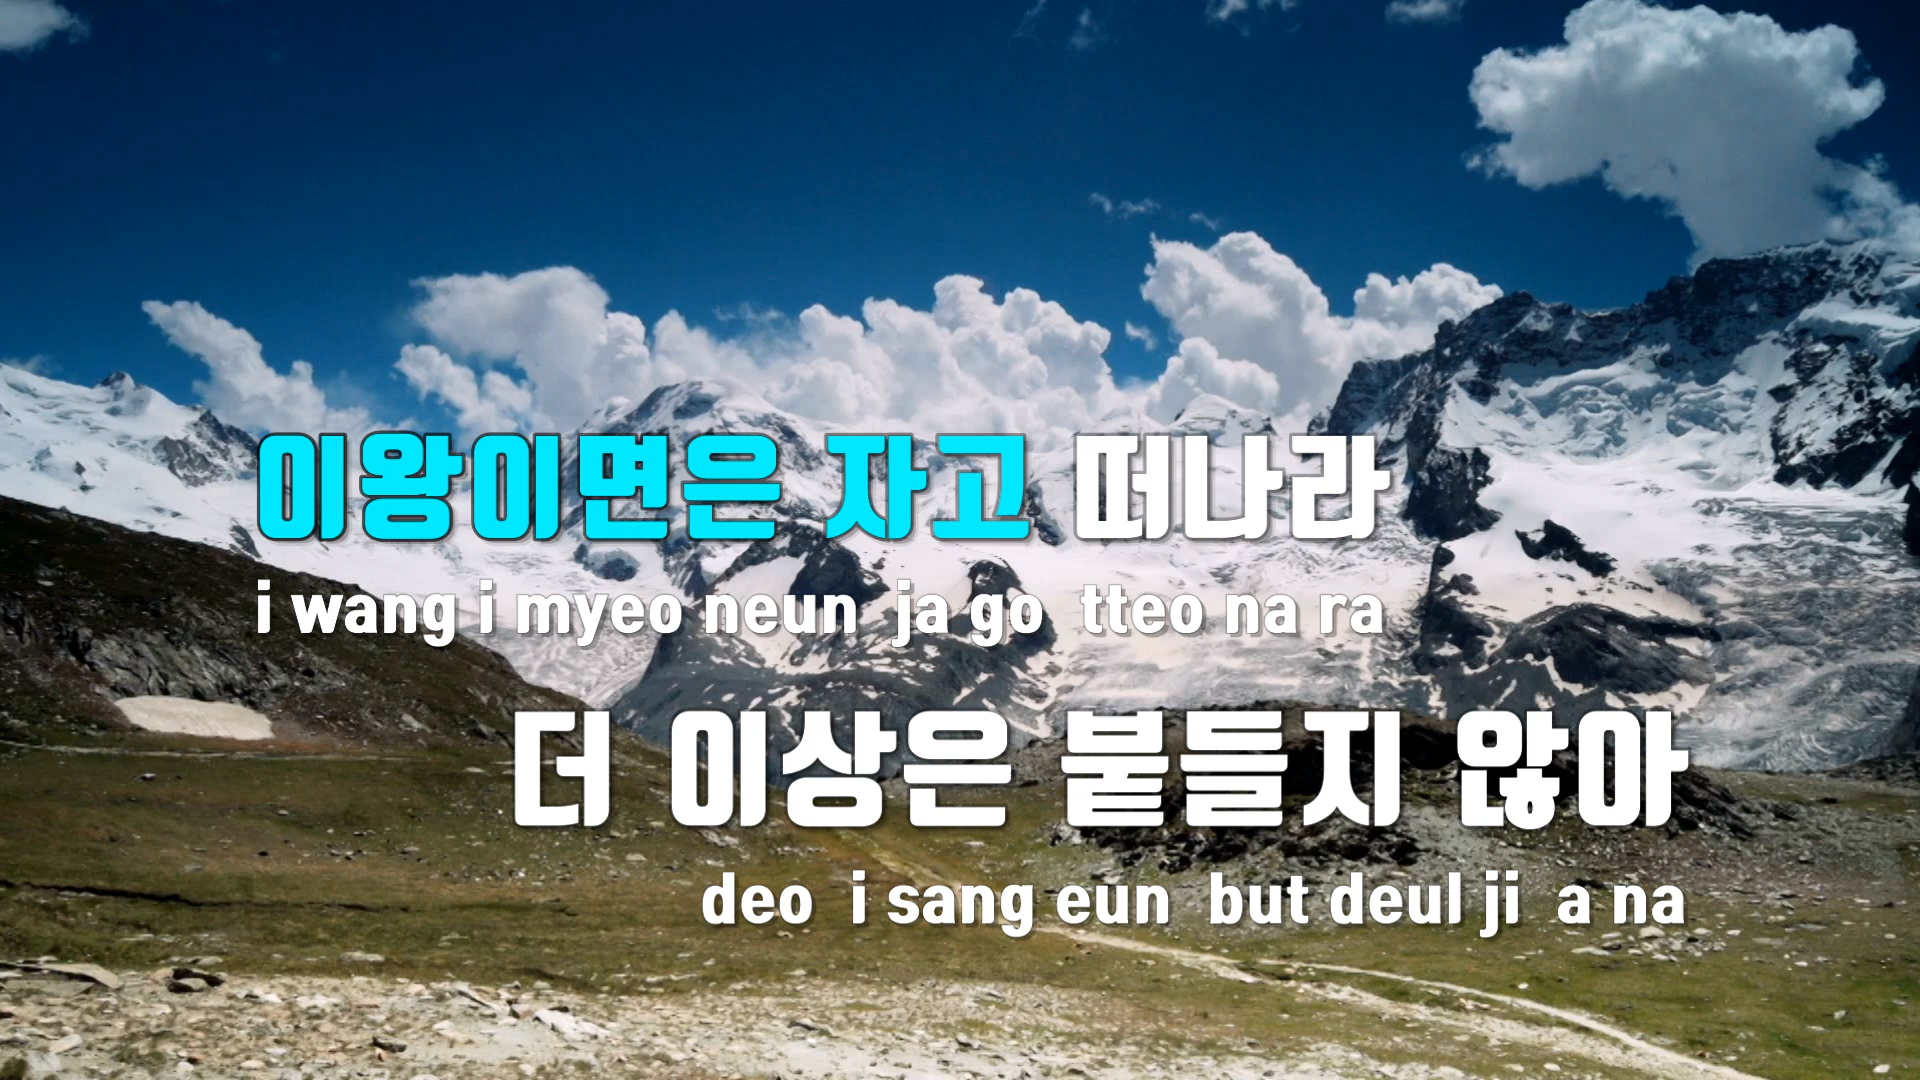 이왕이면은 자고 떠나라
i wang i myeo neun ja go tteo na ra
더 이상은 붙들지 않아
deo i sang eun but deul ji a na